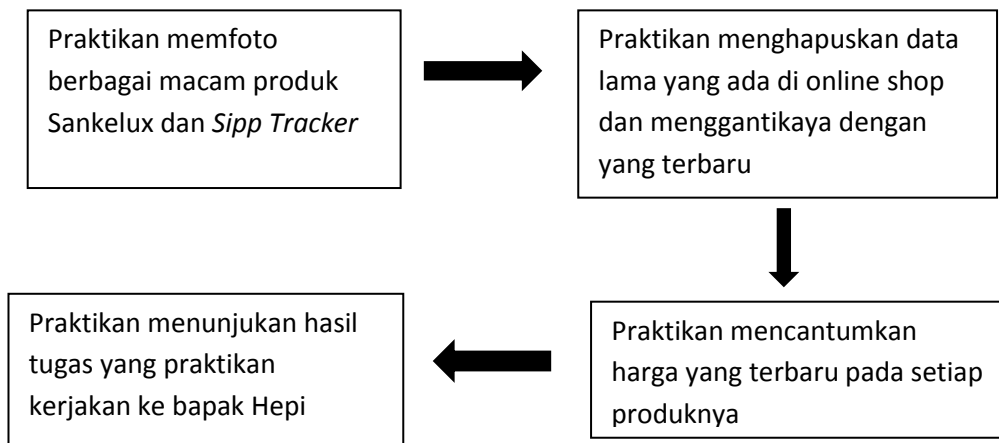 Praktikan memfoto
berbagai macam produk
Sankelux dan Sipp Tracker
Praktikan menghapuskan data
lama yang ada di online shop
dan menggantikaya dengan
yang terbaru
Praktikan mencantumkan
harga yang terbaru pada setiap
produknya
Praktikan menunjukan hasil
tugas yang praktikan
kerjakan ke bapak Hepi